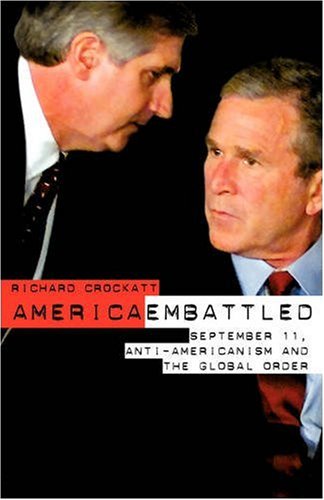 RICHARD CROCKATT
AMERICAEMBATTLED
SEPTEMBER 11,
ANTI-AMERICANISM AND
THE GLOBAL ORDER